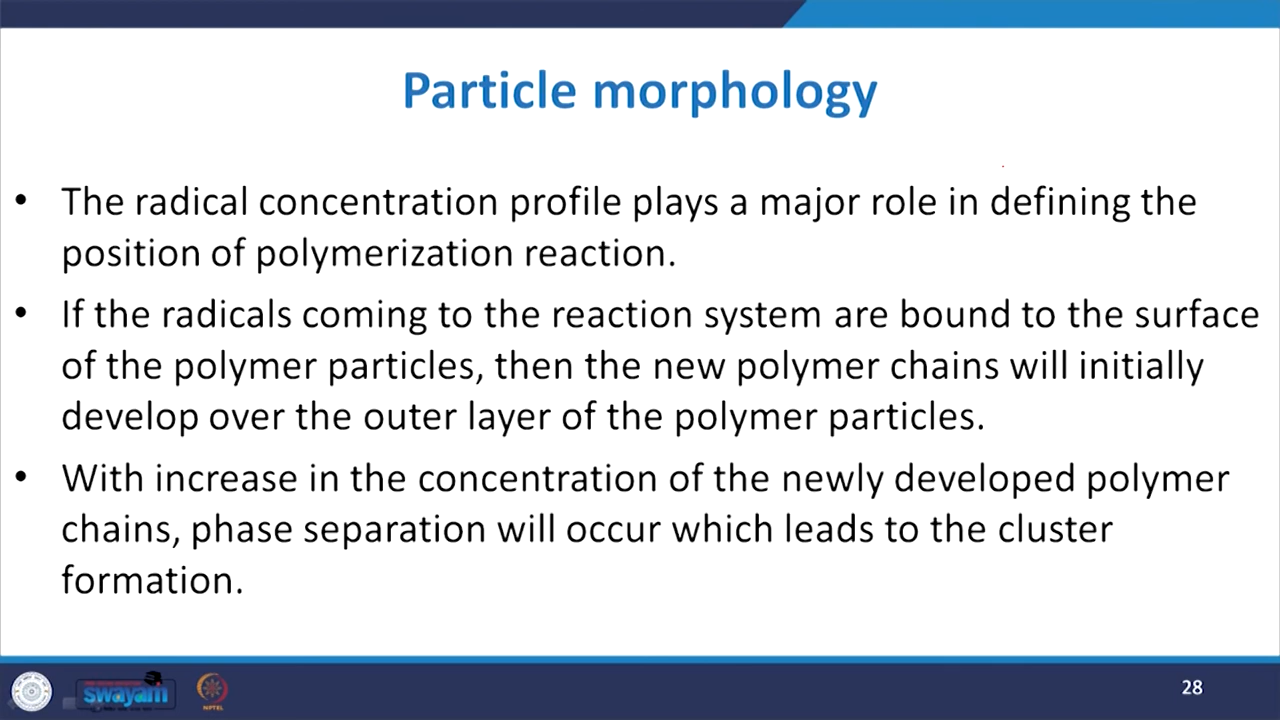 Particle morphology
• The radical concentration profile plays a major role in defining the
position of polymerization reaction.
• If the radicals coming to the reaction system are bound to the surface
of the polymer particles, then the new polymer chains will initially
develop over the outer layer of the polymer particles.
• With increase in the concentration of the newly developed polymer
chains, phase separation will occur which leads to the cluster
formation.
swayam
NPTEL
28